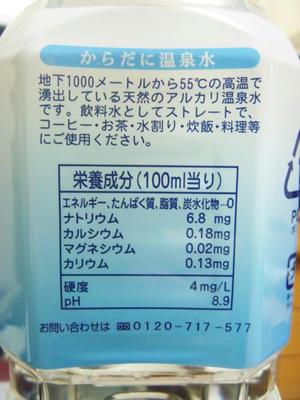 からだに温泉水
地下1000メートルから55℃の高温で
湧出している天然のアルカリ温泉水
です。飲料水としてストレートで、
コーヒー・お茶・水割り・炊飯・料理等
にご使用ください。
栄養成分(100ml当り)
エネルギー、たんぱく質、脂質、炭水化物…0
ナトリウム 6.8 mg
カルシウム 0.18mg
マグネシウム 0.02mg
カリウム 0.13mg
硬度 4mg/L
pH 8.9
お問い合わせは 0120-717-577